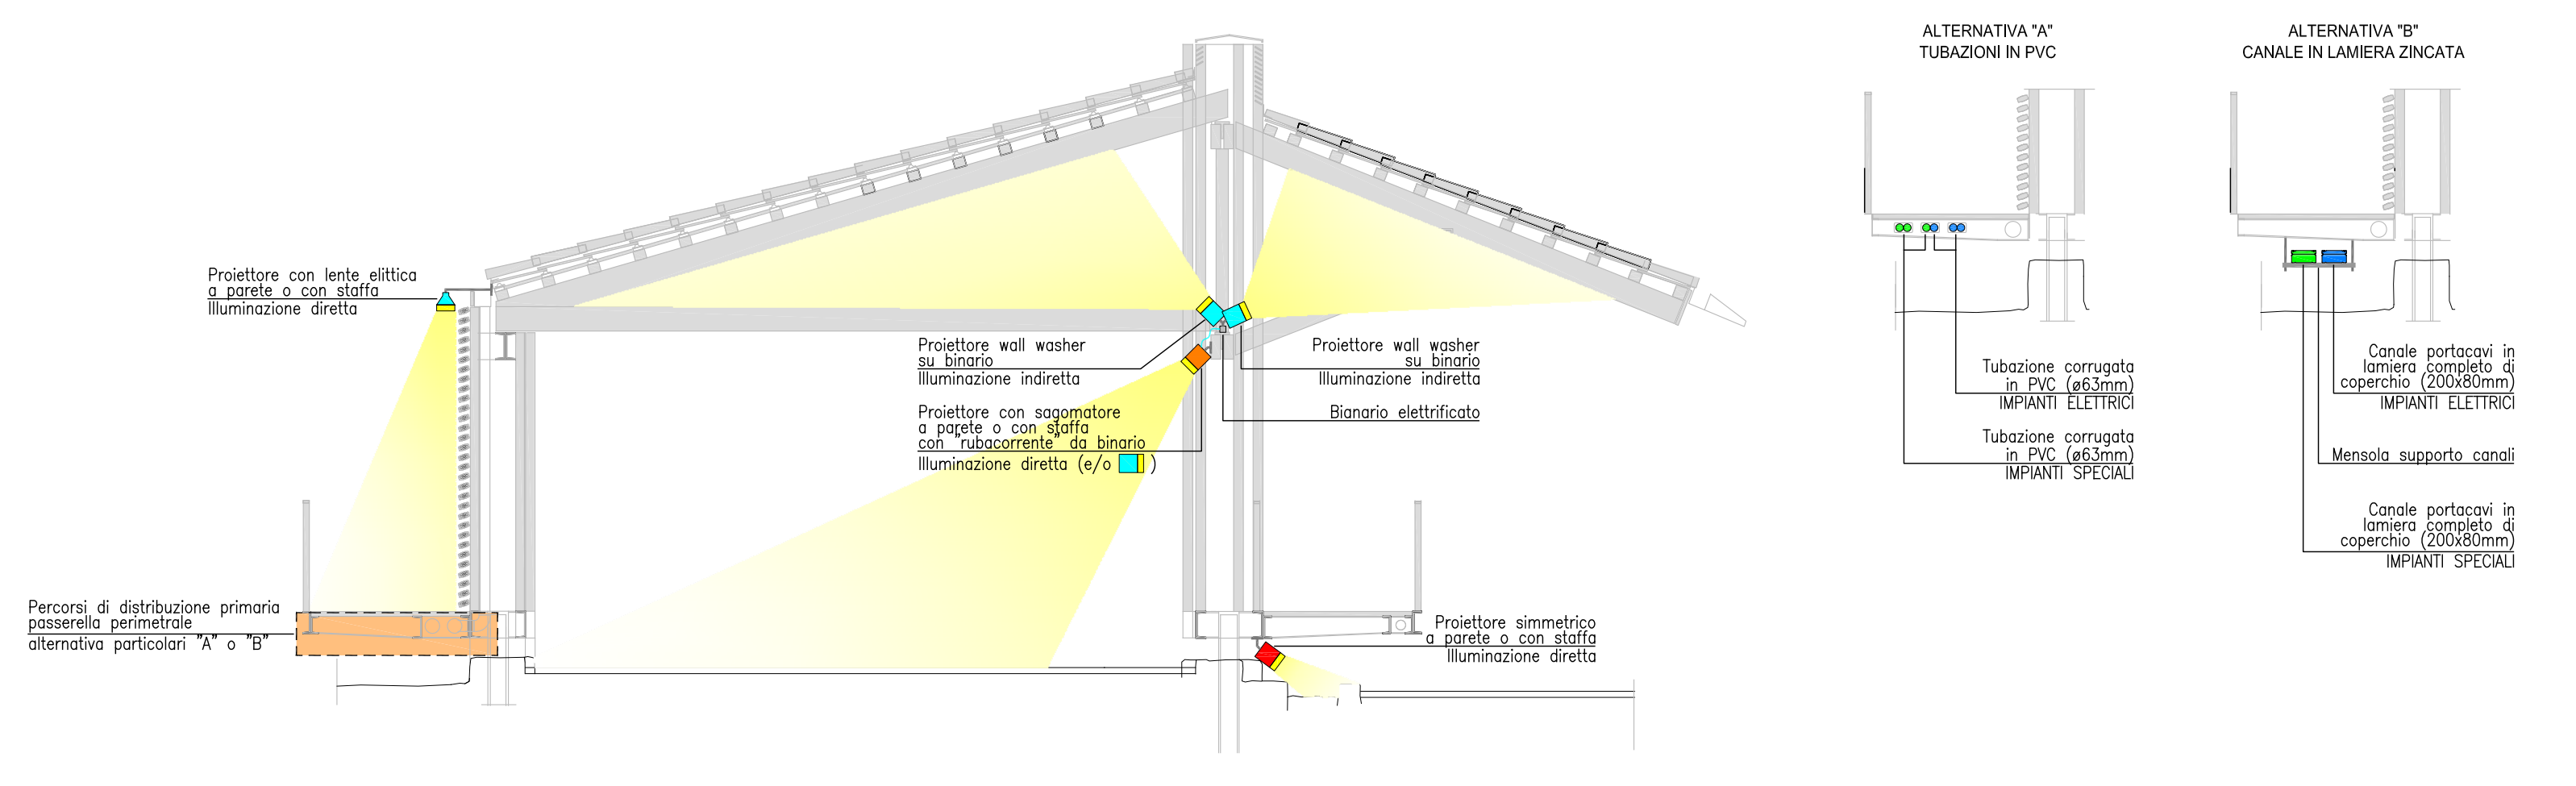 ALTERNATIVA "A"
TUBAZIONI IN PVC
ALTERNATIVA "B"
CANALE IN LAMIERA ZINCATA
Proiettore con lente elittica
a parete o con staffa
Illuminazione diretta
Proiettore wall washer
su binario
Illuminazione indiretta
Proiettore wall washer
su binario
Illuminazione indiretta
Proiettore con sagomatore
a parete o con staffa
con "rubacorrente" da binario
Illuminazione diretta (e/o )
Bianario elettrificato
Percorsi di distribuzione primaria
passerella perimetrale
alternativa particolari "A" o "B"
Proiettore simmetrico
a parete o con staffa
Illuminazione diretta
Tubazione corrugata
in PVC (ø63mm)
IMPIANTI ELETTRICI
Tubazione corrugata
in PVC (ø63mm)
IMPIANTI SPECIALI
Canale portacavi in
lamiera completo di
coperchio (200x80mm)
IMPIANTI ELETTRICI
Mensola supporto canali
Canale portacavi in
lamiera completo di
coperchio (200x80mm)
IMPIANTI SPECIALI